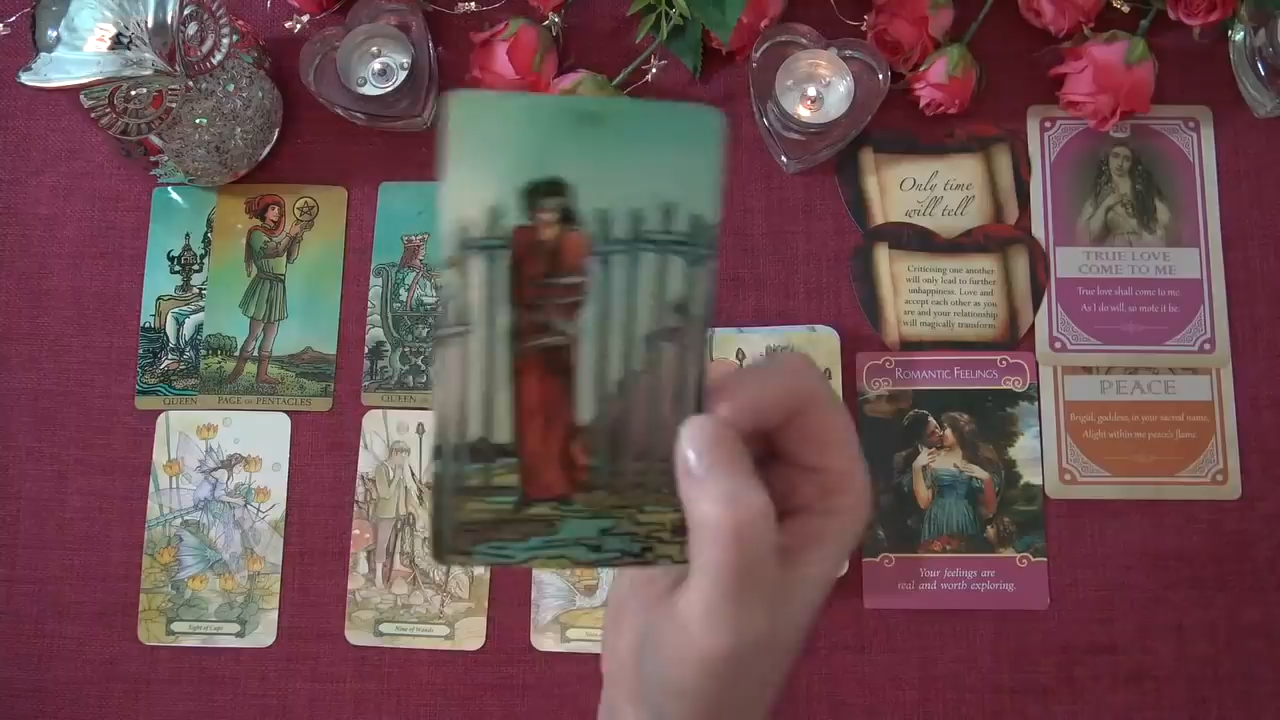 Only time
will tell
26
TRUE LOVE
COME TO ME
True love shall come to me.
As I do will, so mote it be.
Criticising one another
will only lead to further
unhappiness. Love and
accept each other as you
are and your relationship
will magically transform
ROMANTIC FEELINGS
PEACE
Brigid, goddess, in your sacred name,
Alight within me peace's flame
QUEEN
PAGE OF PENTACLES
QUEEN
Your feelings are
real and worth exploring.
Eight of Cups
Nine of Wands